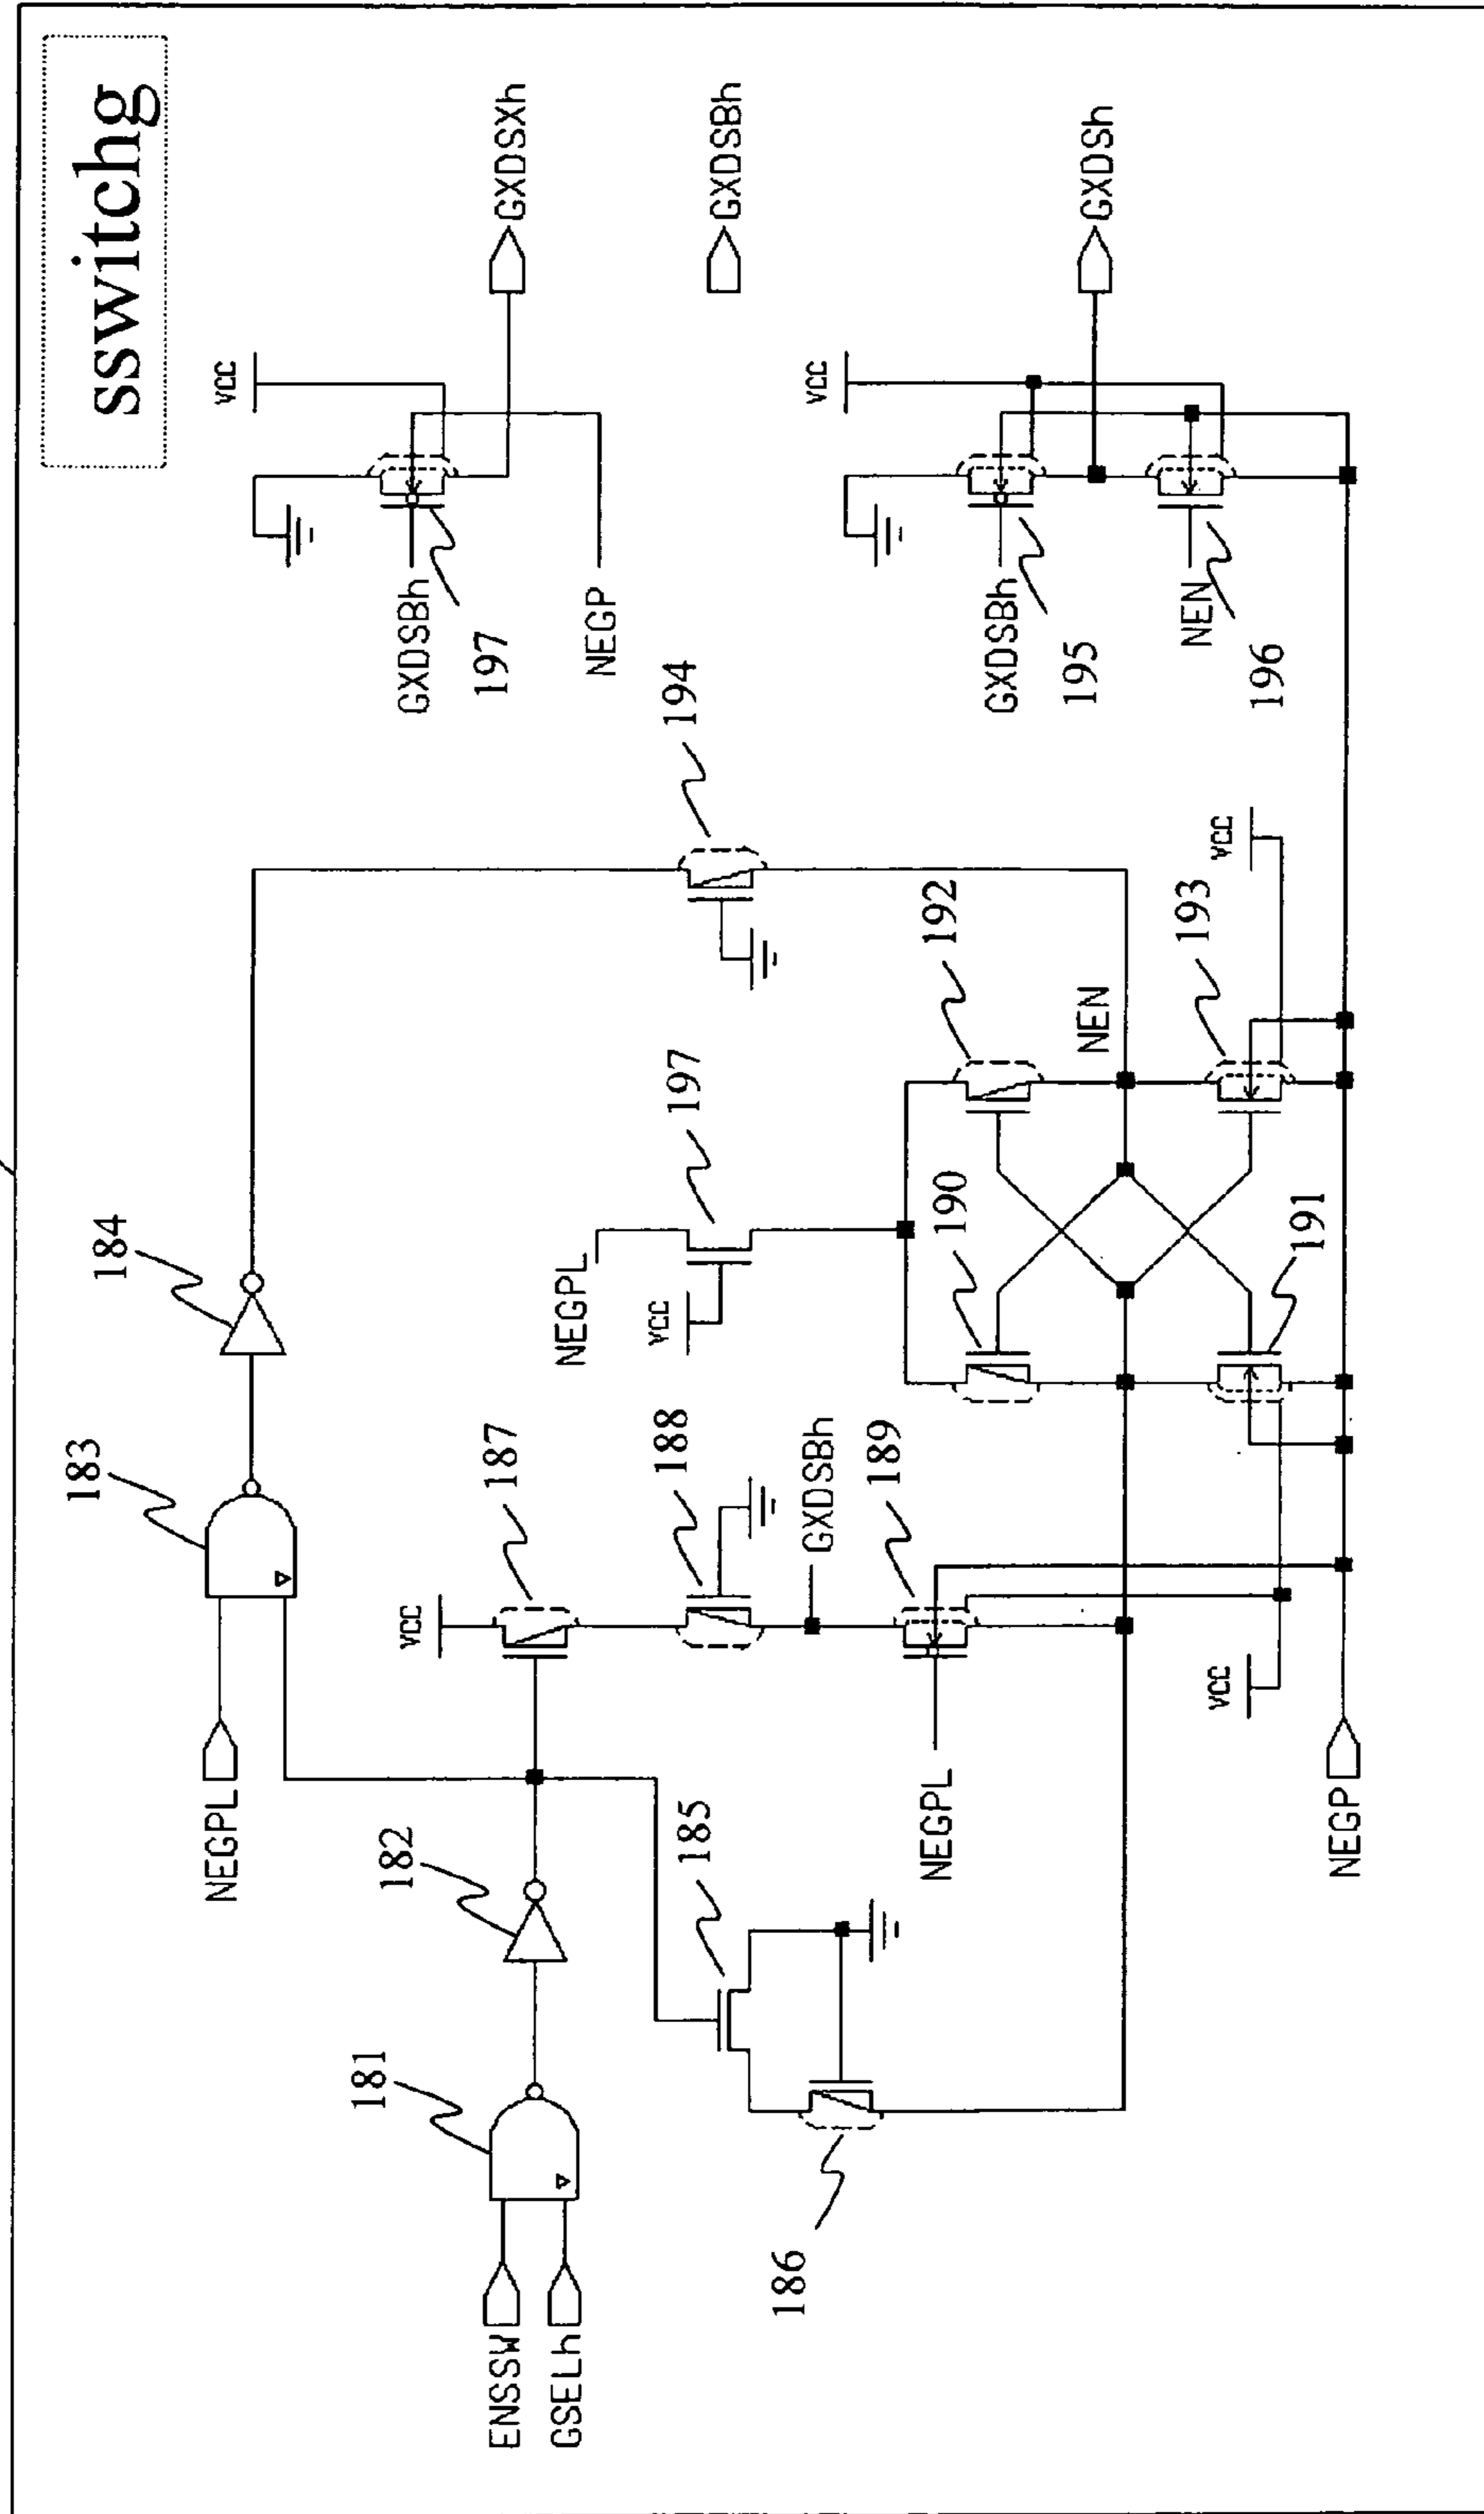 sswitchg
184
183
NEGPL
182
181
ENSSW
GSELh
VCC
187
188
185
186
GXDSBh
189
NEGPL
VCC
NEGP
194
NEGPL
197
VCC
190
192
NEN
191
193
VCC
VCC
GXDSXh
GXDSBh
197
NEGP
GXDSBh
VCC
GXDSh
GXDSBh
195
NEN
196